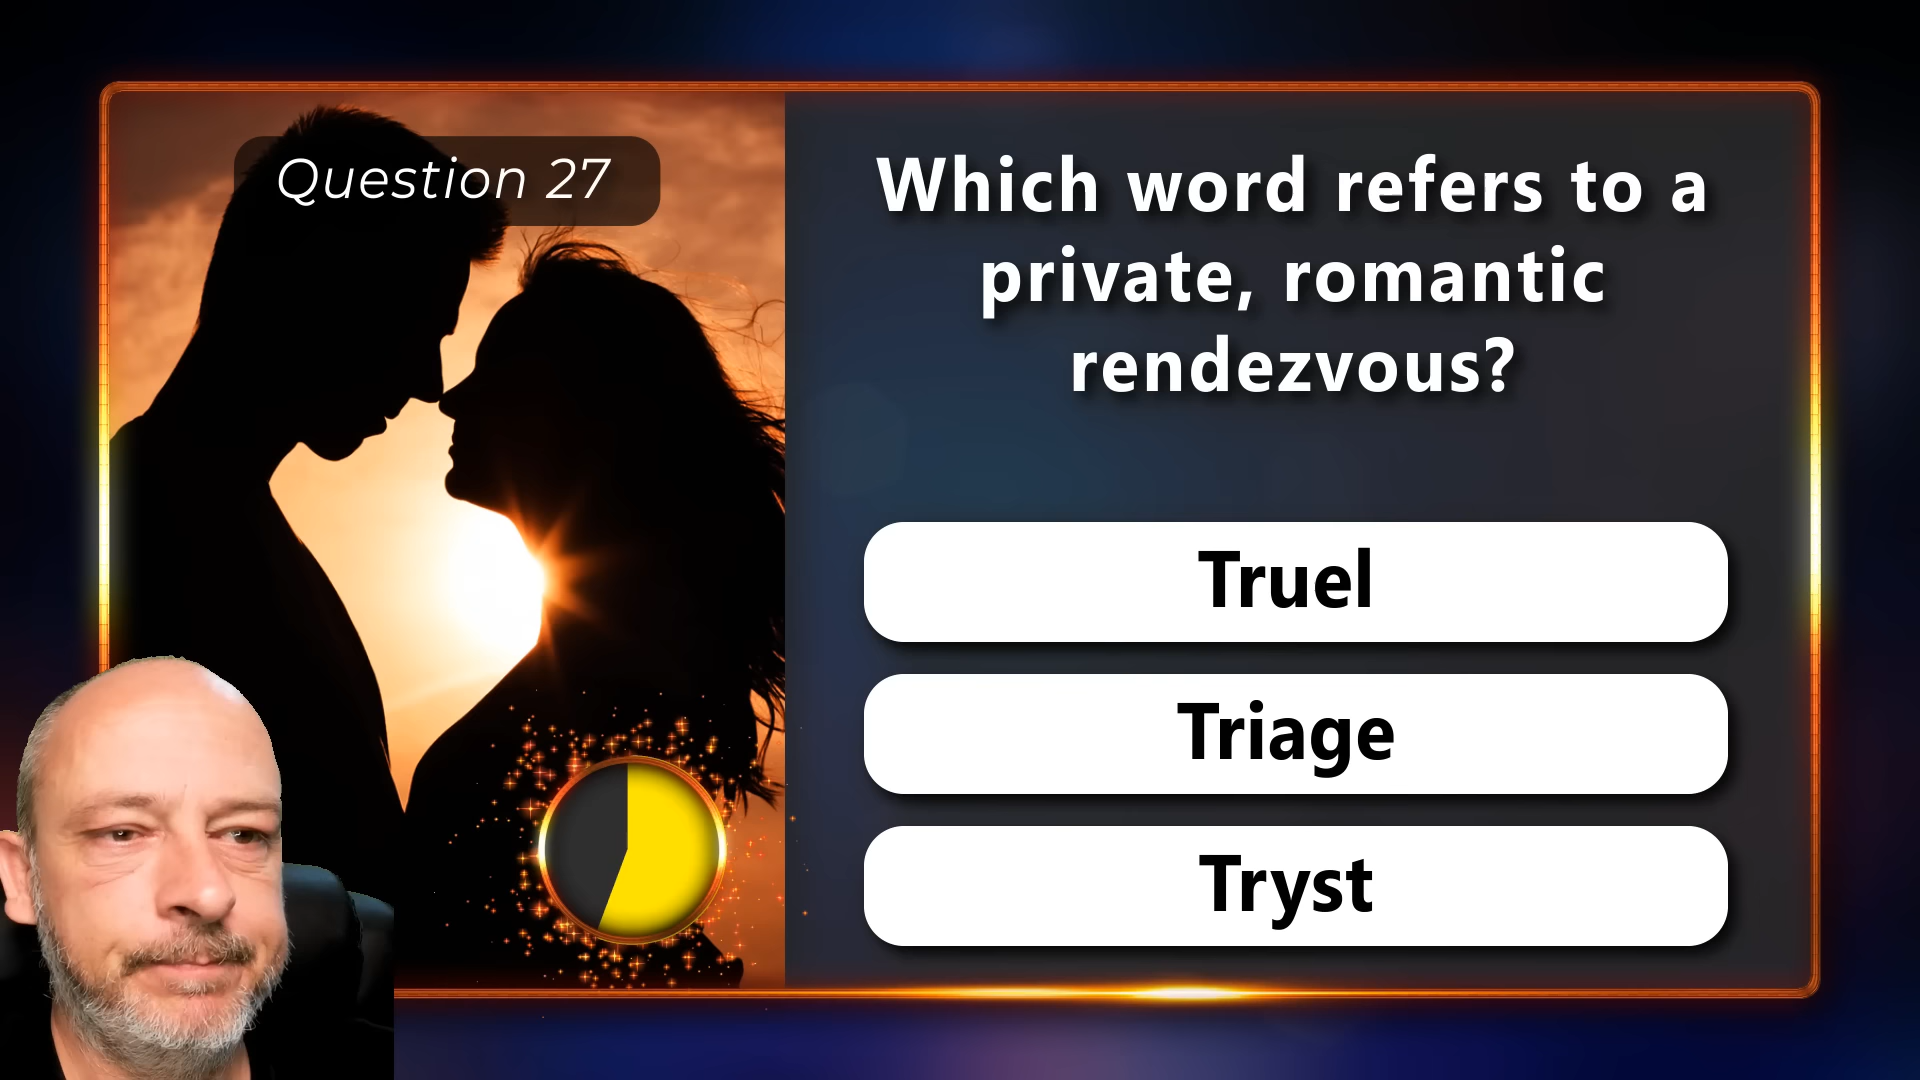 Question 27
Which word refers to a
private, romantic
rendezvous?
Truel
Triage
Tryst